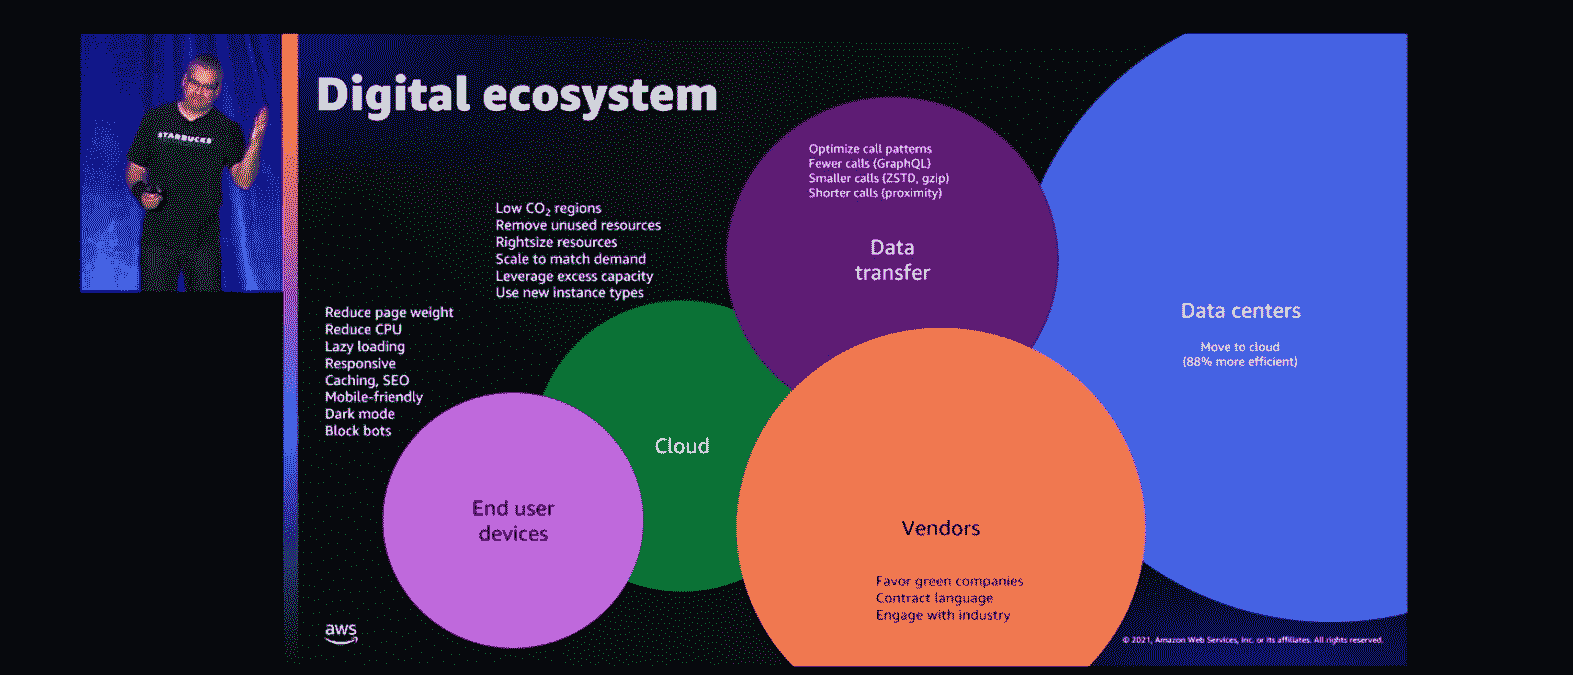 STARBUCKS
Digital ecosystem
Optimize call patterns
Fewer calls (GraphQL)
Smaller calls (ZSTD, gzip)
Shorter calls (proximity)
Data
transfer
Low CO₂ regions
Remove unused resources
Rightsize resources
Scale to match demand
Leverage excess capacity
Use new instance types
Reduce page weight
Reduce CPU
Lazy loading
Responsive
Caching, SEO
Mobile-friendly
Dark mode
Block bots
Data centers
Move to cloud
(88% more efficient)
Cloud
End user
devices
Vendors
Favor green companies
Contract language
Engage with industry
aws
© 2021, Amazon Web Services, Inc. or its affiliates. All rights reserved.